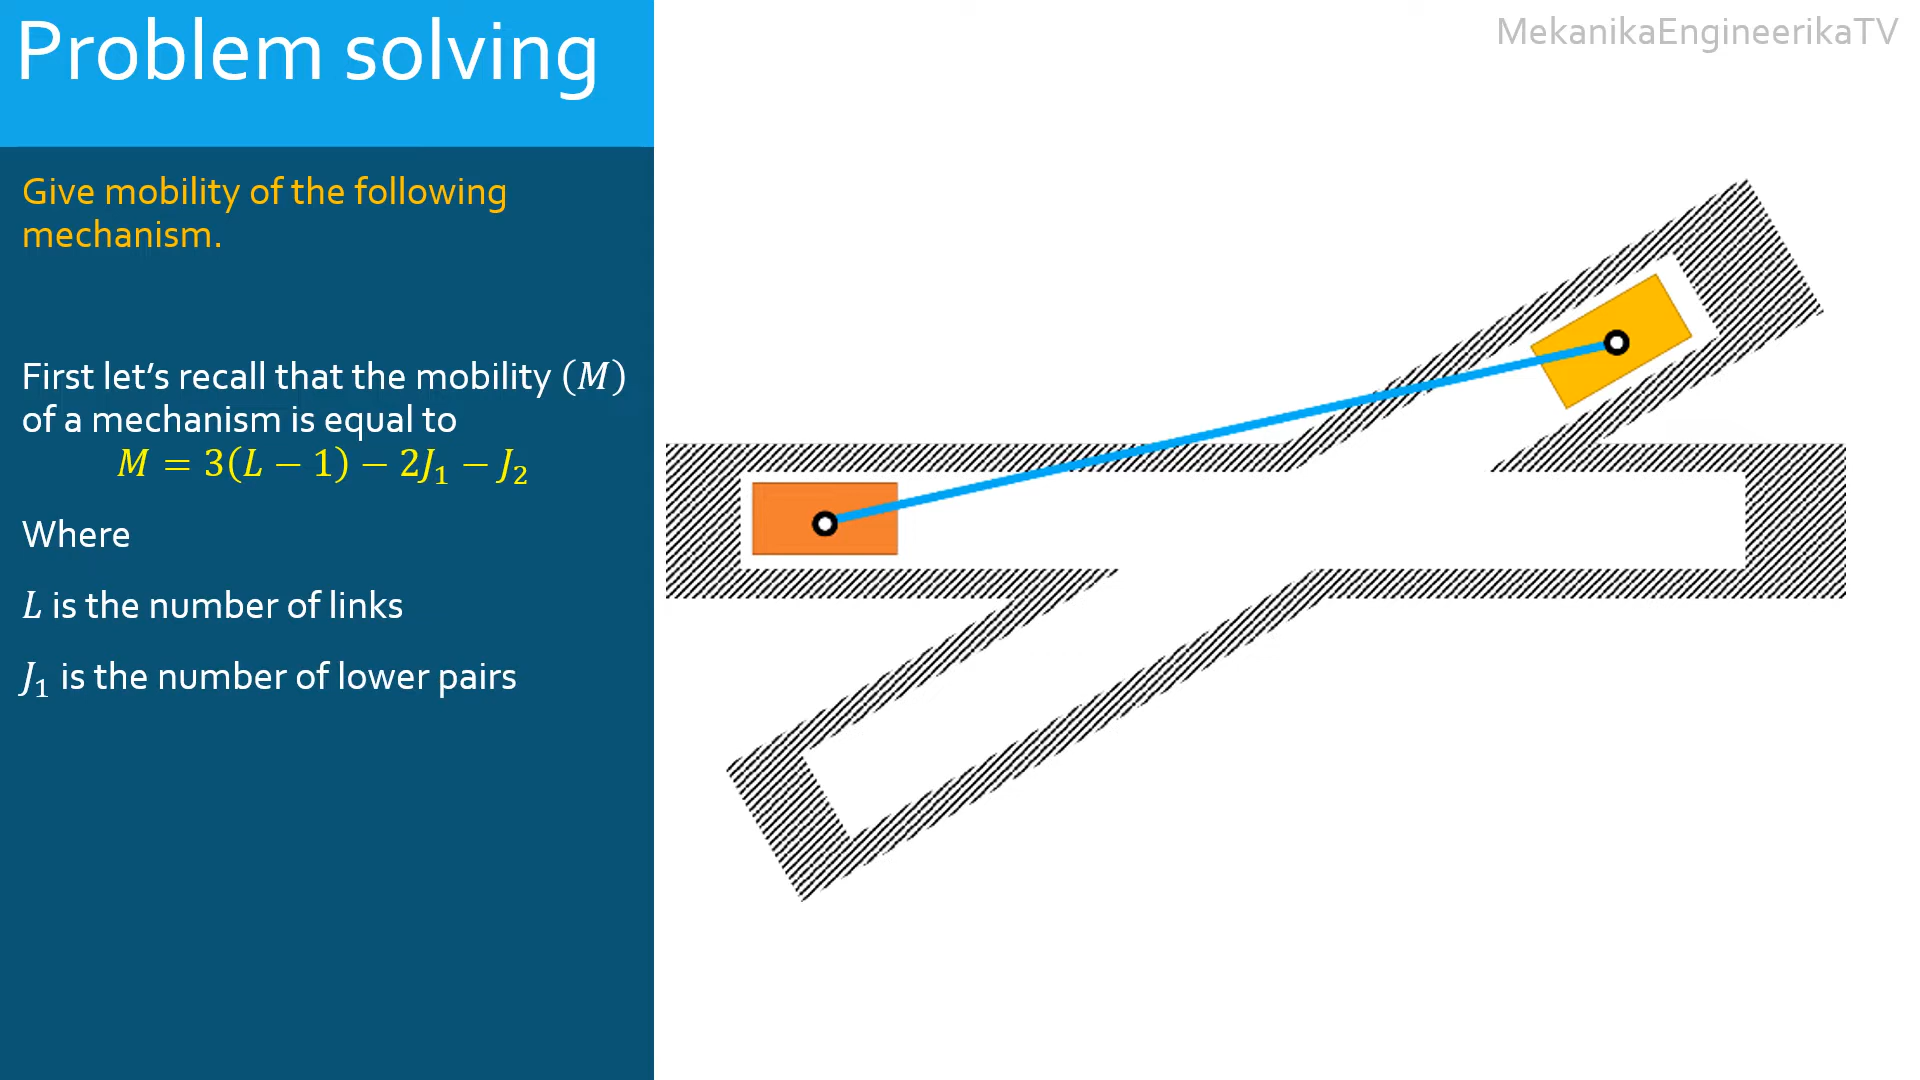 Problem solving
MekanikaEngineerikaTV
Give mobility of the following
mechanism.
First let’s recall that the mobility (M)
of a mechanism is equal to
M = 3(L − 1) − 2J₁ − J₂
Where
L is the number of links
J₁ is the number of lower pairs